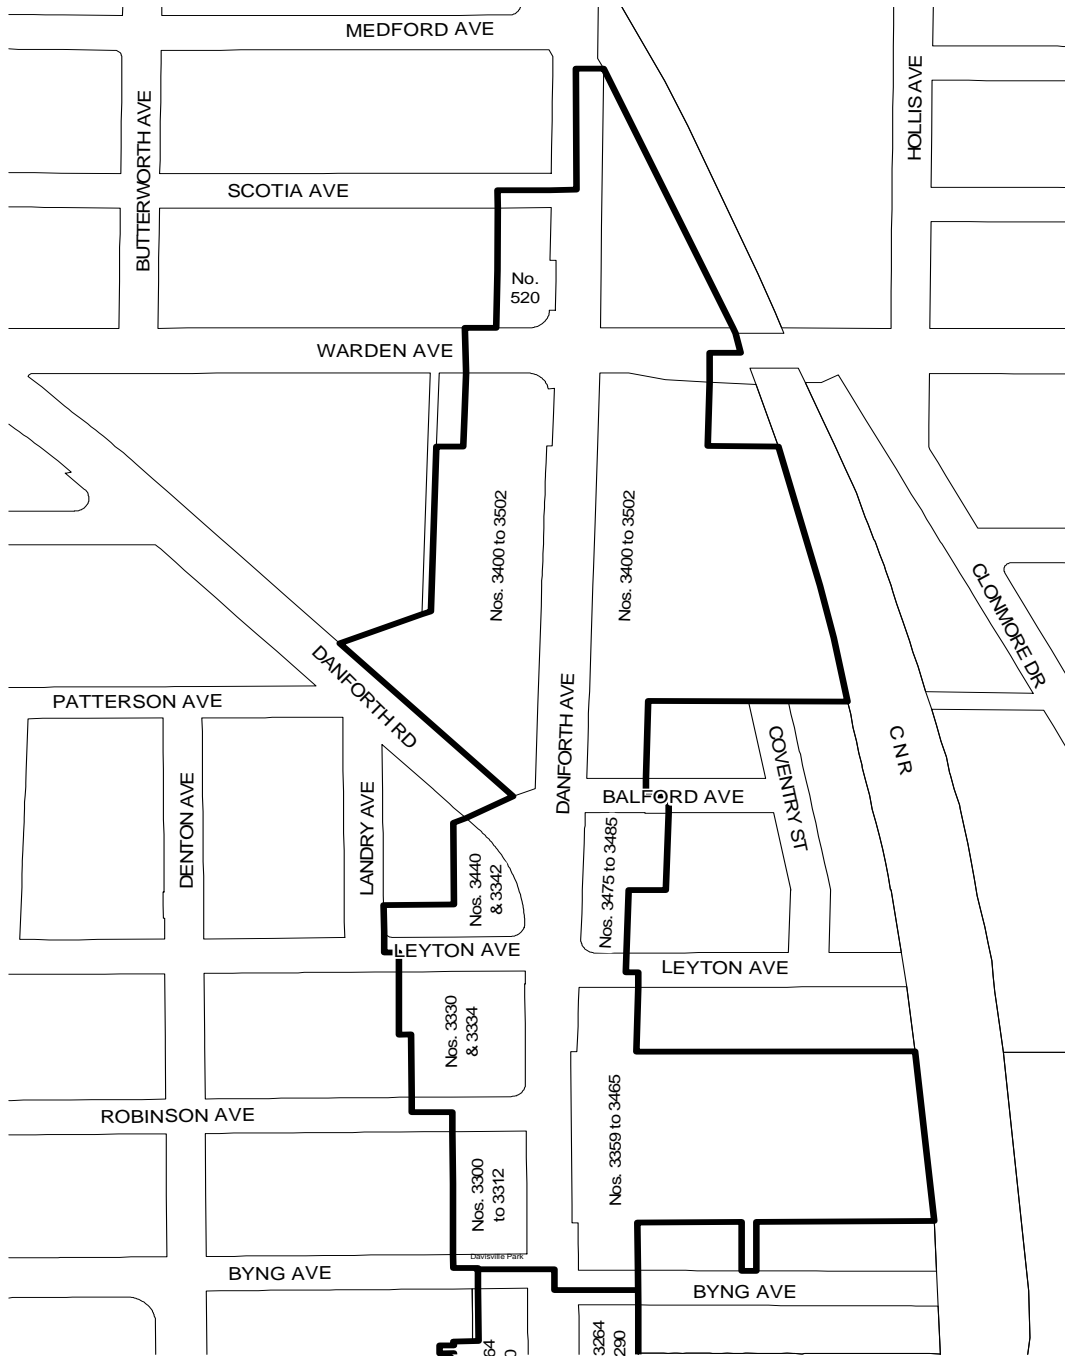 MEDFORD AVE
HOLLIS AVE
BUTTERWORTH AVE
SCOTIA AVE
No.
520
WARDEN AVE
Nos. 3400 to 3502
Nos. 3400 to 3502
CLONMORE DR
DANFORTH RD
PATTERSON AVE
DANFORTH AVE
C N R
COVENTRY ST
BALFORD AVE
DENTON AVE
LANDRY AVE
Nos. 3440
& 3342
Nos. 3475 to 3485
LEYTON AVE
LEYTON AVE
Nos. 3330
& 3334
Nos. 3359 to 3465
ROBINSON AVE
Nos. 3300
to 3312
Davisville Park
BYNG AVE
BYNG AVE
64
0
3264
290